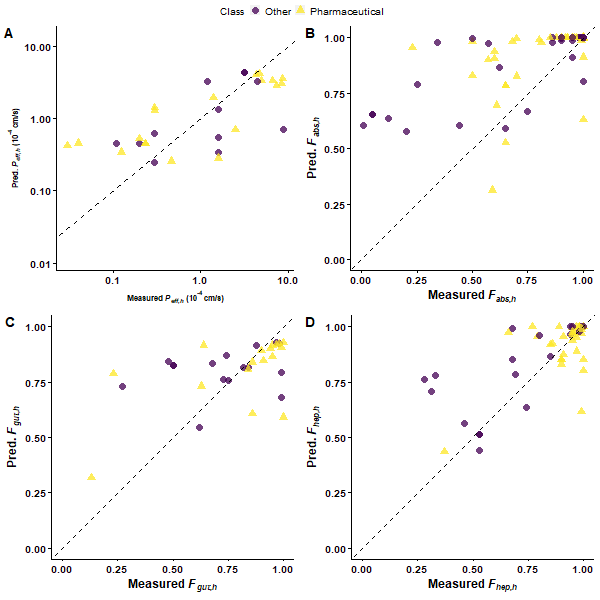 Class Other Pharmaceutical
A
10.00
1.00
0.10
0.01
Pred. Peff,h (10⁻⁴ cm/s)
0.1 1.0 10.0
Measured Peff,h (10⁻⁴ cm/s)
B
1.00
0.75
0.50
0.25
0.00
Pred. Fabs,h
0.00 0.25 0.50 0.75 1.00
Measured Fabs,h
C
1.00
0.75
0.50
0.25
0.00
Pred. Fgut,h
0.00 0.25 0.50 0.75 1.00
Measured Fgut,h
D
1.00
0.75
0.50
0.25
0.00
Pred. Fhep,h
0.00 0.25 0.50 0.75 1.00
Measured Fhep,h